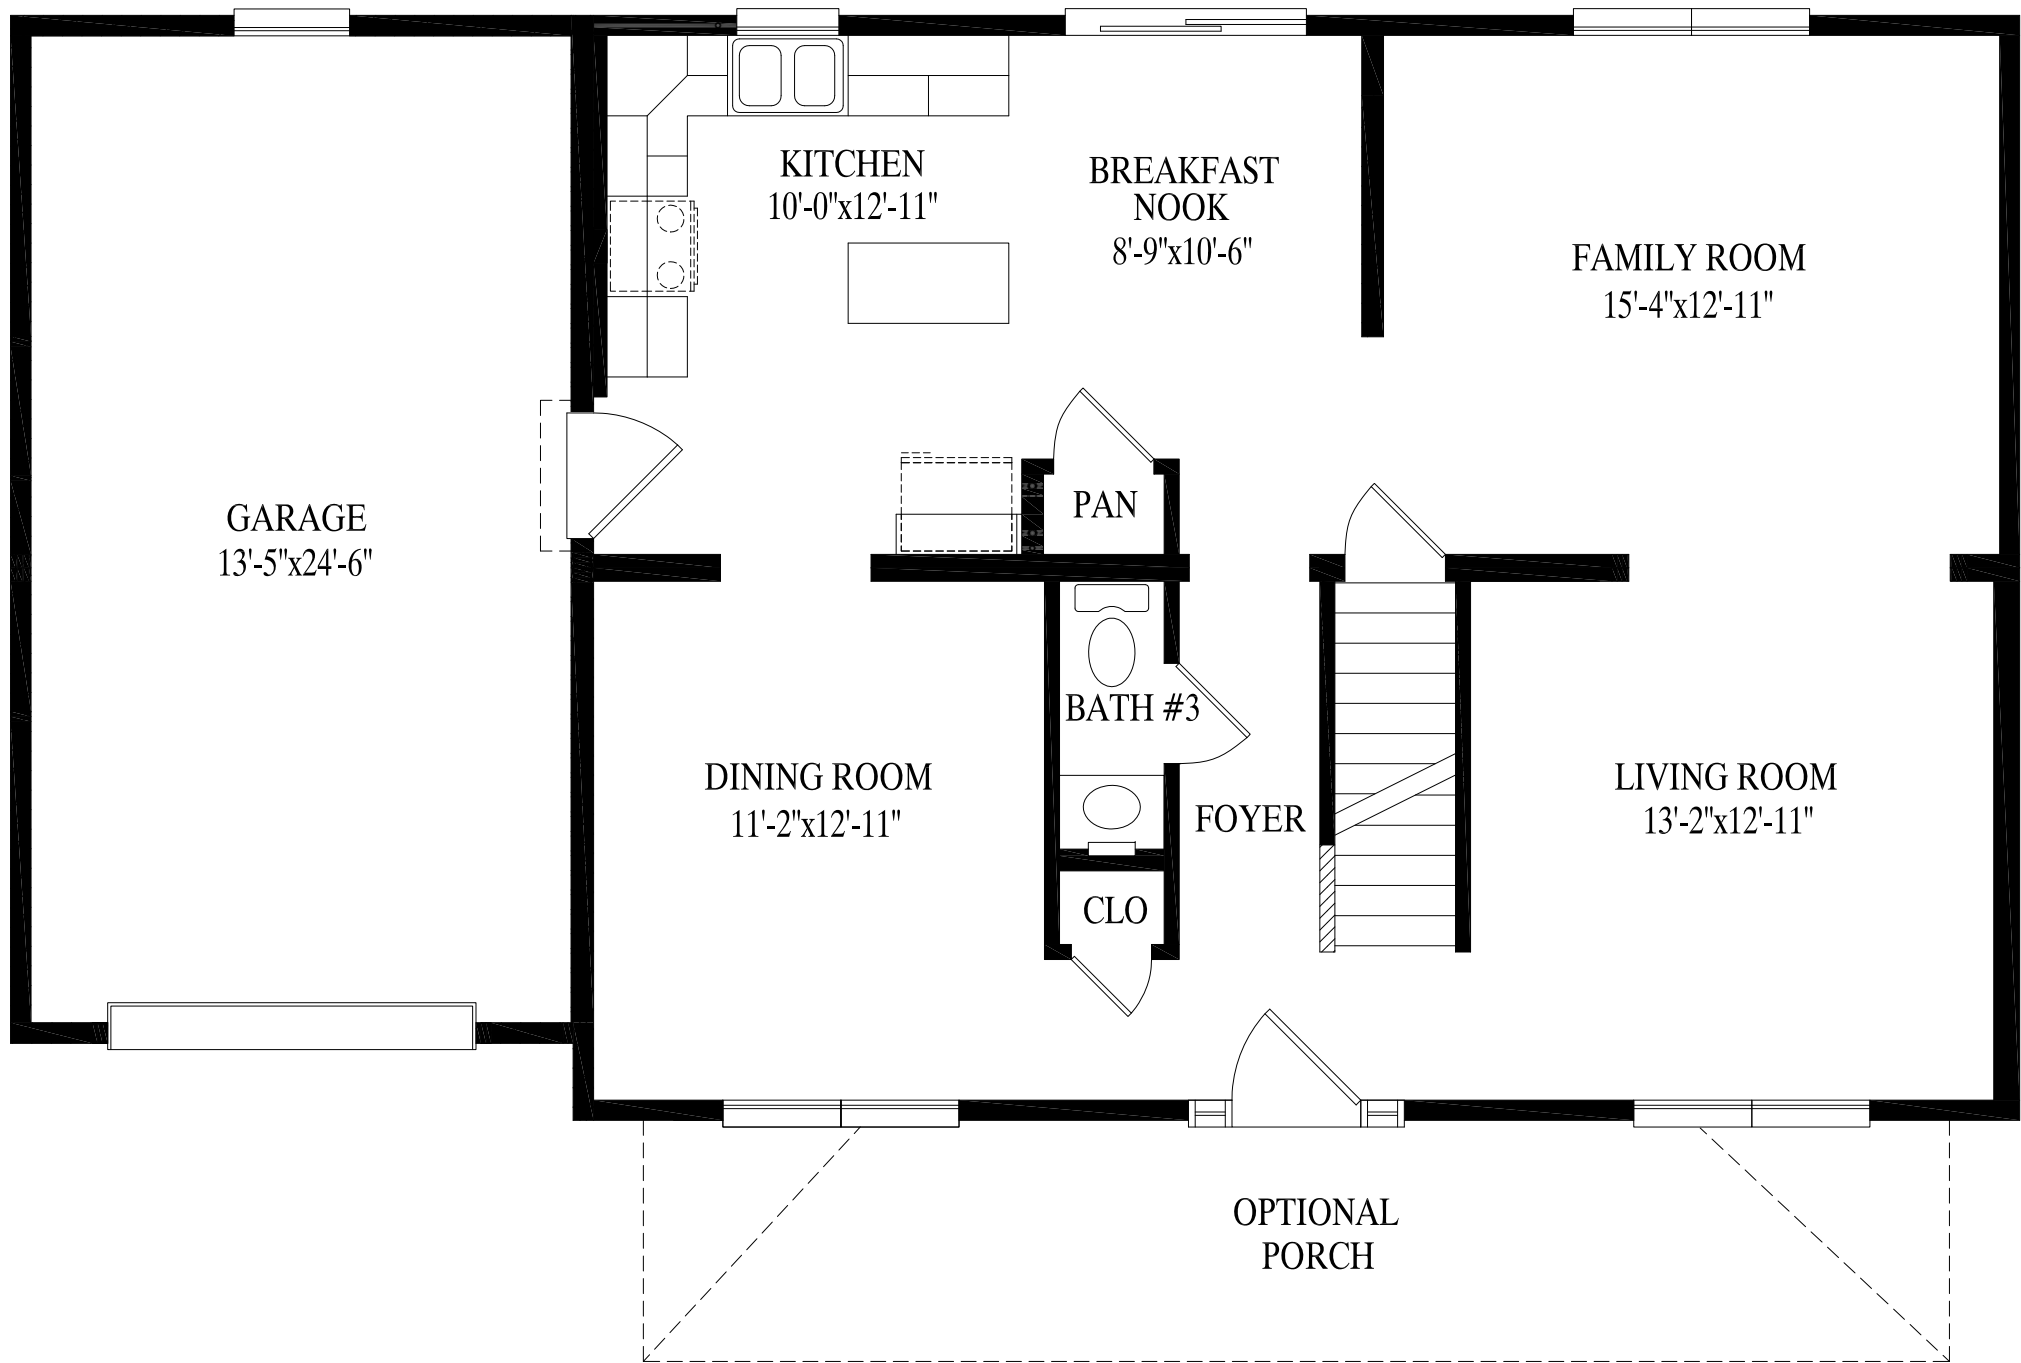 KITCHEN
10'-0"x12'-11"
BREAKFAST
NOOK
8'-9"x10'-6"
FAMILY ROOM
15'-4"x12'-11"
GARAGE
13'-5"x24'-6"
PAN
BATH #3
DINING ROOM
11'-2"x12'-11"
FOYER
LIVING ROOM
13'-2"x12'-11"
CLO
OPTIONAL
PORCH